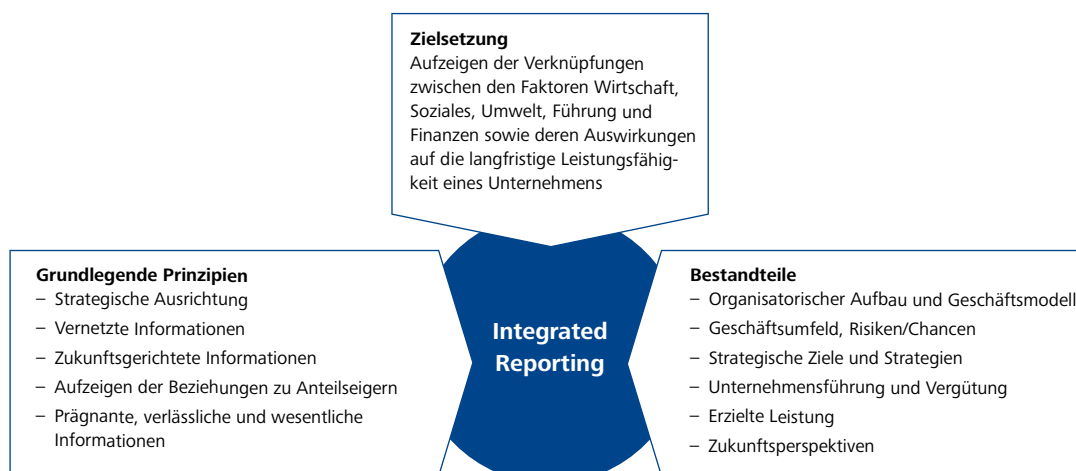 Zielsetzung
Aufzeigen der Verknüpfungen
zwischen den Faktoren Wirtschaft,
Soziales, Umwelt, Führung und
Finanzen sowie deren Auswirkungen
auf die langfristige Leistungsfähig-
keit eines Unternehmens
Grundlegende Prinzipien
– Strategische Ausrichtung
– Vernetzte Informationen
– Zukunftsgerichtete Informationen
– Aufzeigen der Beziehungen zu Anteilseigern
– Prägnante, verlässliche und wesentliche
Informationen
Integrated
Reporting
Bestandteile
– Organisatorischer Aufbau und Geschäftsmodell
– Geschäftsumfeld, Risiken/Chancen
– Strategische Ziele und Strategien
– Unternehmensführung und Vergütung
– Erzielte Leistung
– Zukunftsperspektiven